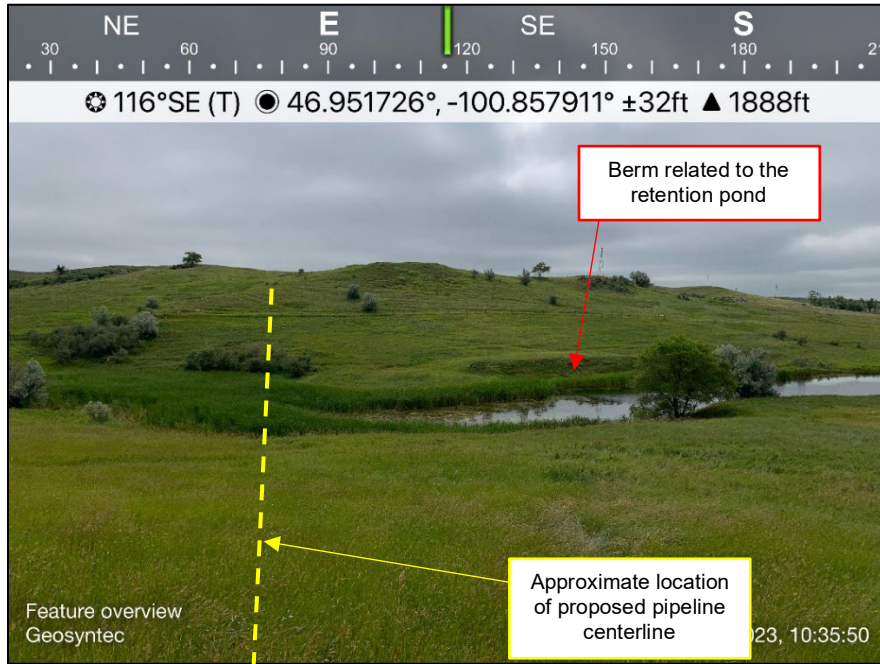 NE E SE S
30 60 90 120 150 180 21
116°SE (T) 46.951726°, -100.857911° ±32ft ▲ 1888ft
Berm related to the
retention pond
Approximate location
of proposed pipeline
centerline
Feature overview
Geosyntec
023, 10:35:50